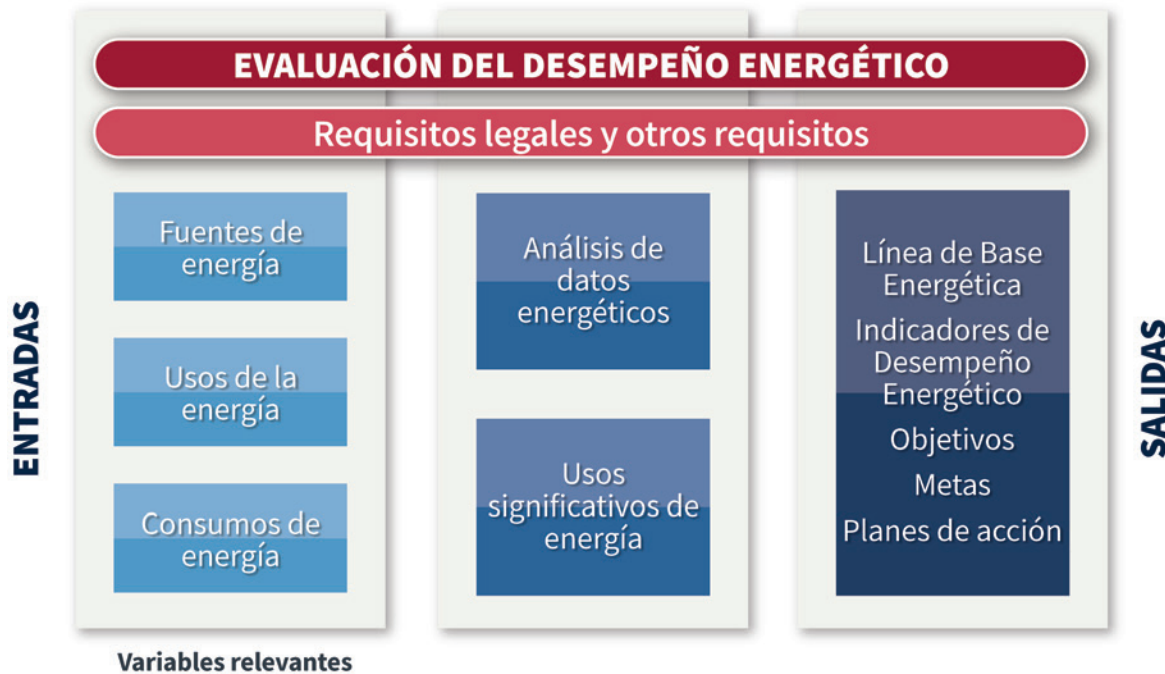 EVALUACIÓN DEL DESEMPEÑO ENERGÉTICO
Requisitos legales y otros requisitos
ENTRADAS
Fuentes de
energía
Usos de la
energía
Consumos de
energía
Variables relevantes
Análisis de
datos
energéticos
Usos
significativos de
energía
Línea de Base
Energética
Indicadores de
Desempeño
Energético
Objetivos
Metas
Planes de acción
SALIDAS